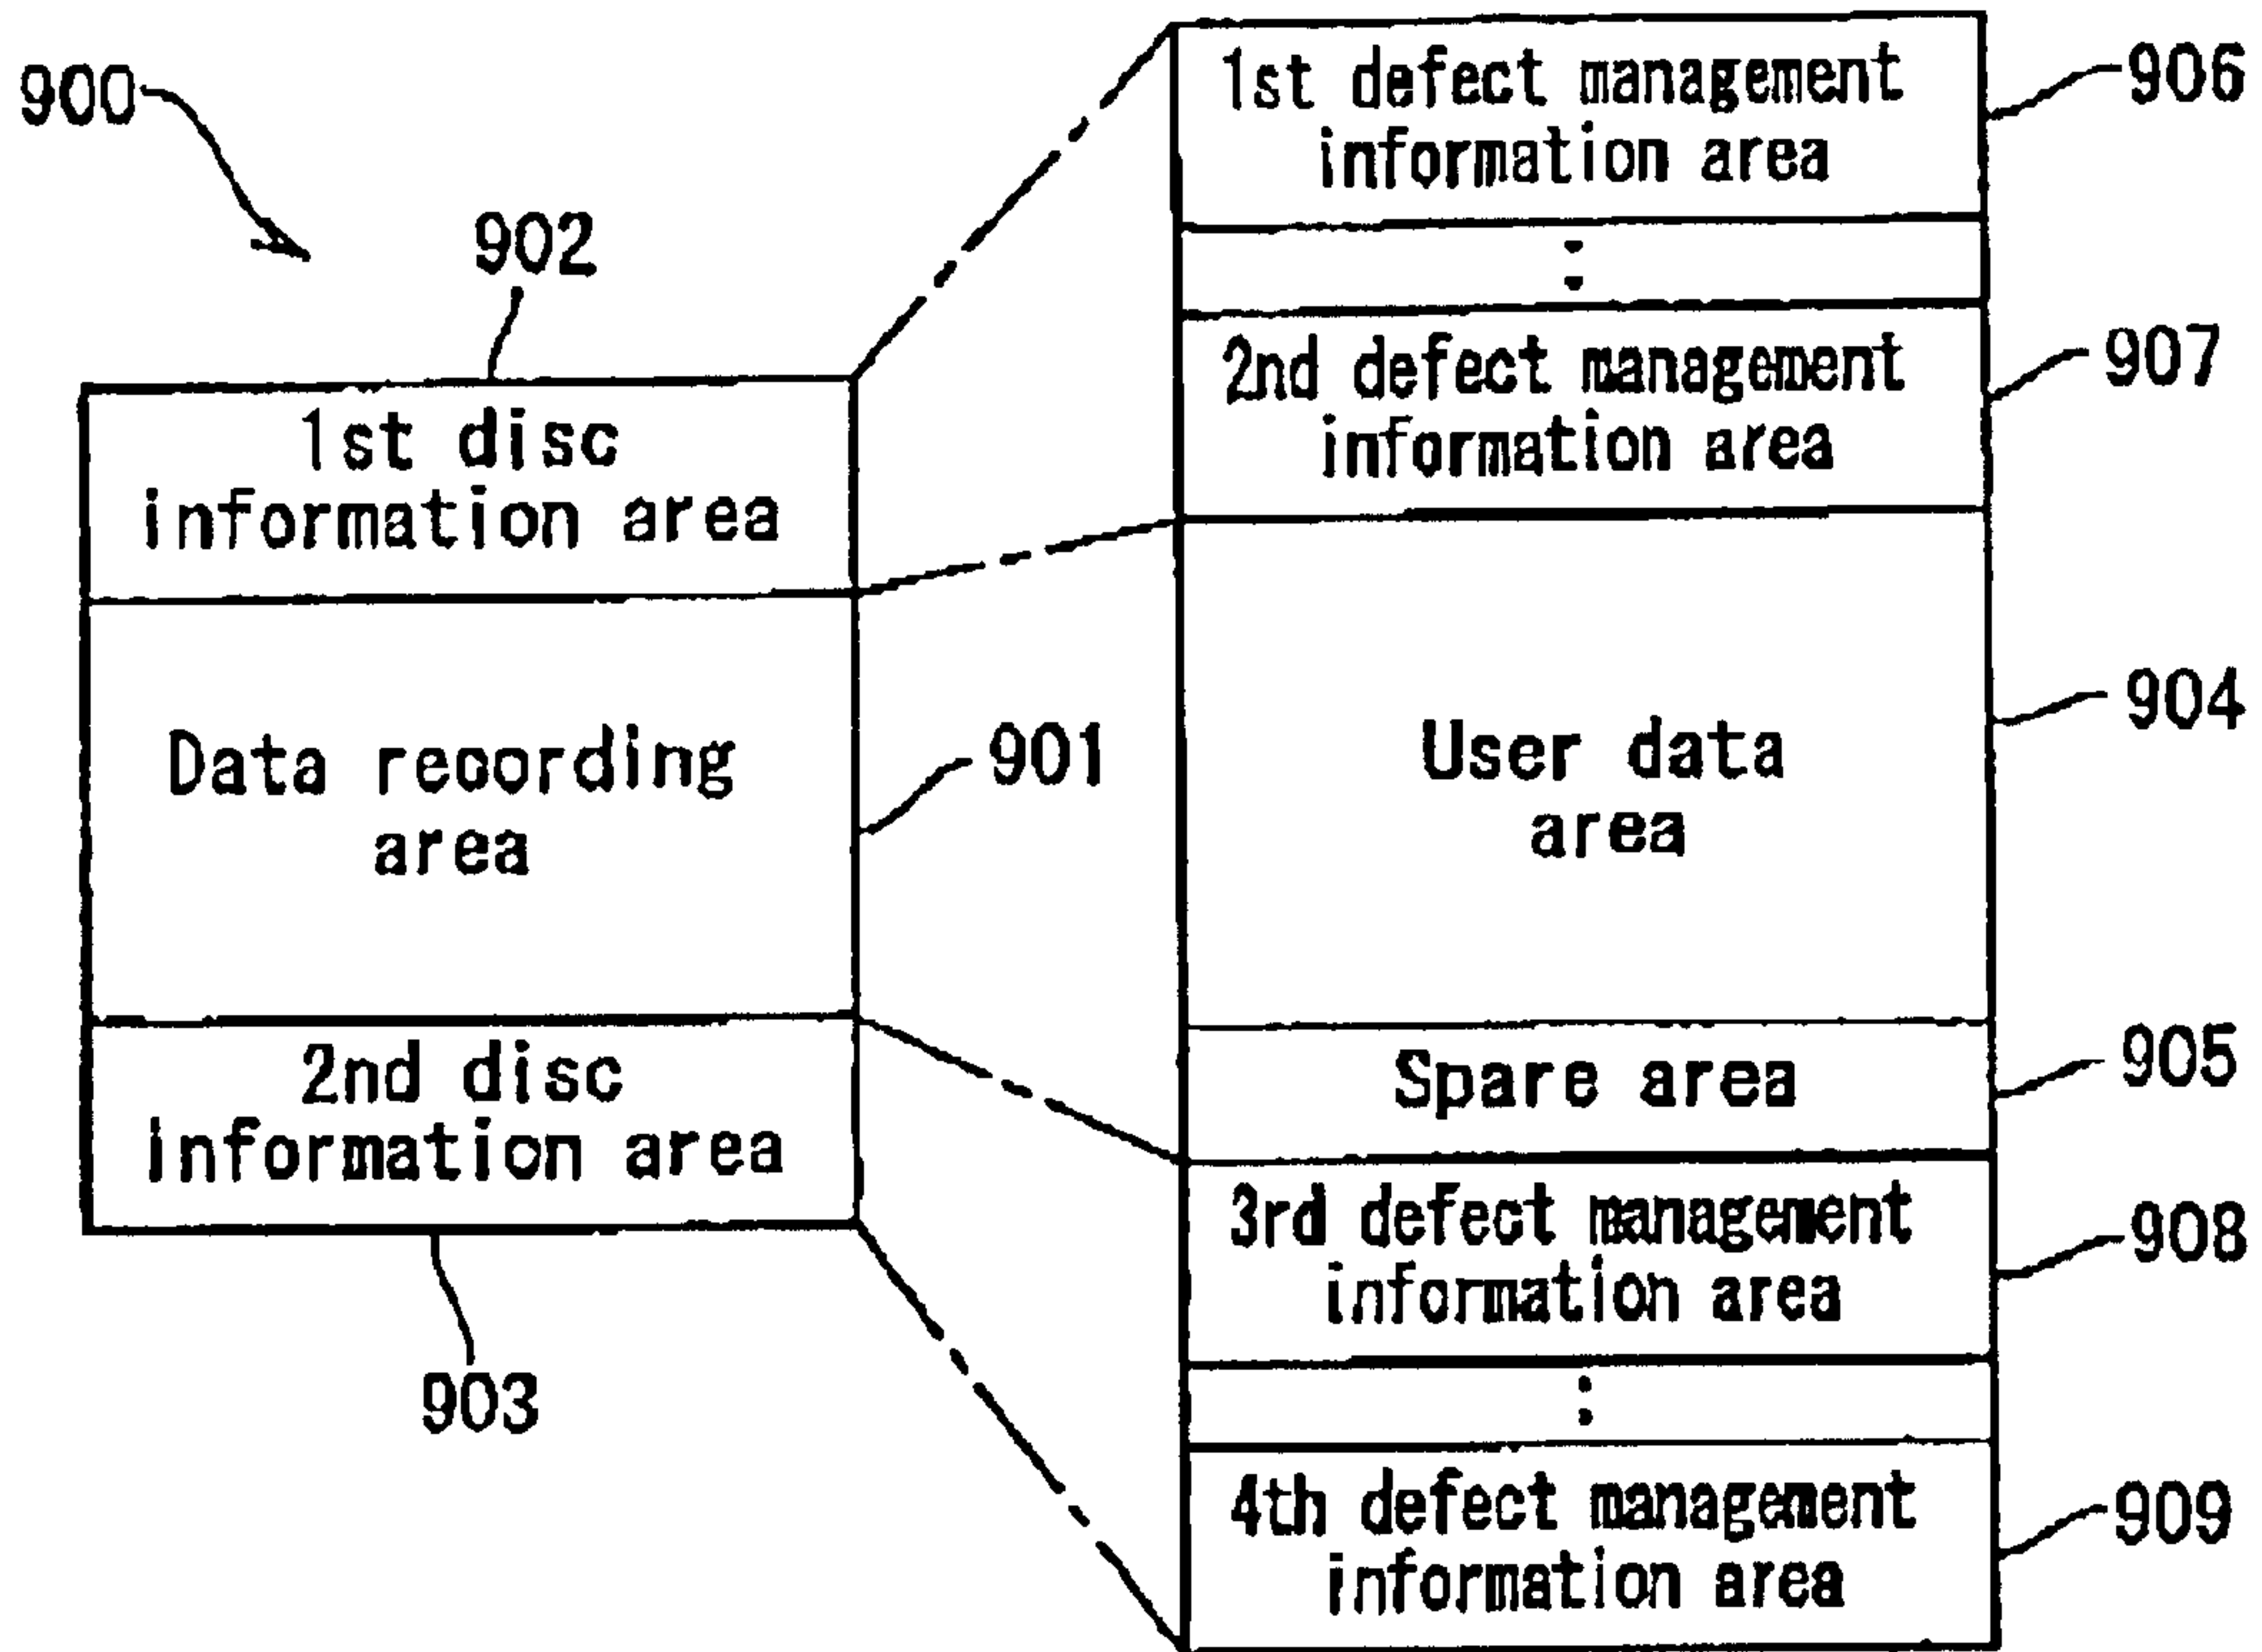 900
902
1st disc
information area
Data recording
area
901
2nd disc
information area
903
1st defect management
information area
906
:
2nd defect management
information area
907
User data
area
904
Spare area
905
3rd defect management
information area
908
:
4th defect management
information area
909